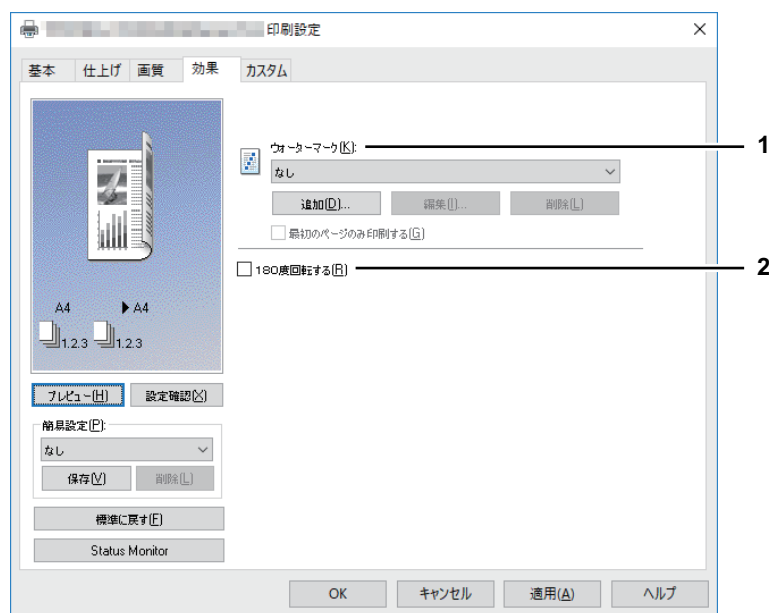 印刷設定
基本 仕上げ 画質 効果 カスタム
ウォーターマーク(K):
1
なし
追加(D)... 編集(I)... 削除(L)
最初のページのみ印刷する(G)
180度回転する(R)
2
A4 ▶ A4
1.2.3 1.2.3
プレビュー(H) 設定確認(X)
簡易設定(P):
なし
保存(V) 削除(L)
標準に戻す(F)
Status Monitor
OK キャンセル 適用(A) ヘルプ